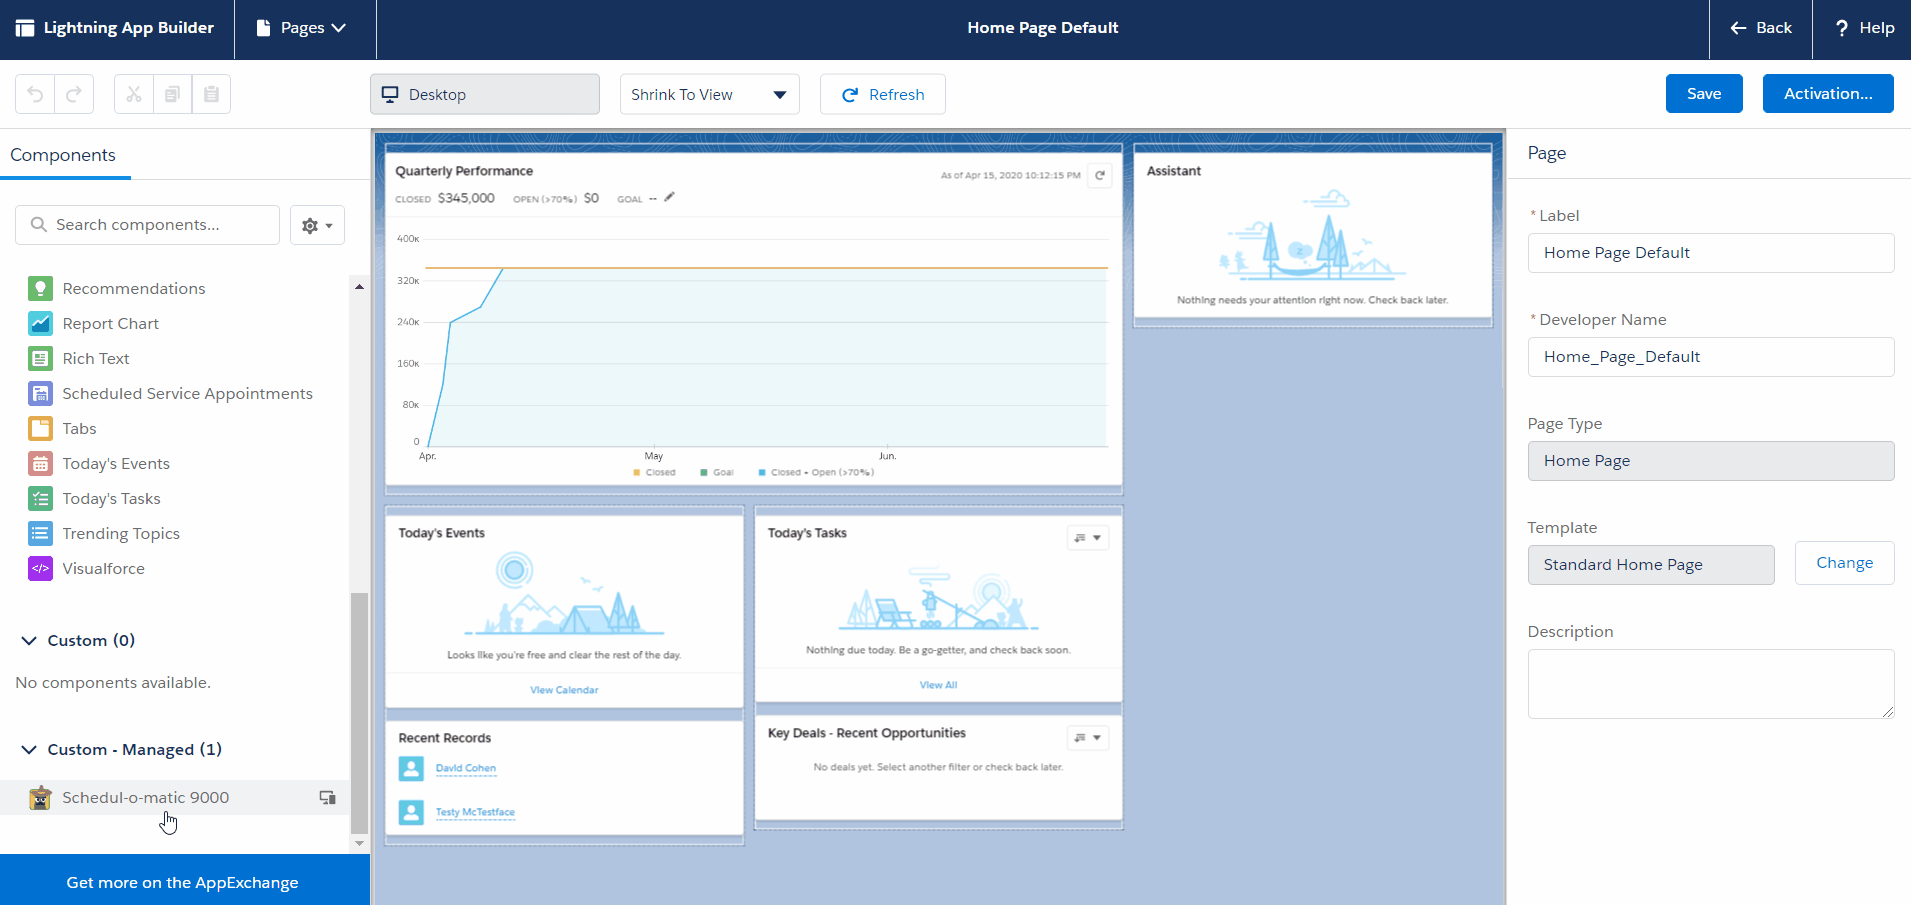 Lightning App Builder
Pages
Home Page Default
Back
? Help
Desktop
Shrink To View
Refresh
Save
Activation...
Components
Search components...
Recommendations
Report Chart
Rich Text
Scheduled Service Appointments
Tabs
Today's Events
Today's Tasks
Trending Topics
</> Visualforce
Custom (0)
No components available.
Custom - Managed (1)
Schedul-o-matic 9000
Get more on the AppExchange
Quarterly Performance
As of Apr 15, 2020 10:12:15 PM
CLOSED $345,000 OPEN (>70%) $0 GOAL --
400K
320K
240K
160K
80K
0
Apr. May Jun.
Closed Goal Closed + Open (>70%)
Assistant
z
Nothing needs your attention right now. Check back later.
Today's Events
Looks like you're free and clear the rest of the day.
View Calendar
Today's Tasks
Nothing due today. Be a go-getter, and check back soon.
View All
Recent Records
David Cohen
Testy McTestface
Key Deals - Recent Opportunities
No deals yet. Select another filter or check back later.
Page
* Label
Home Page Default
* Developer Name
Home_Page_Default
Page Type
Home Page
Template
Standard Home Page
Change
Description